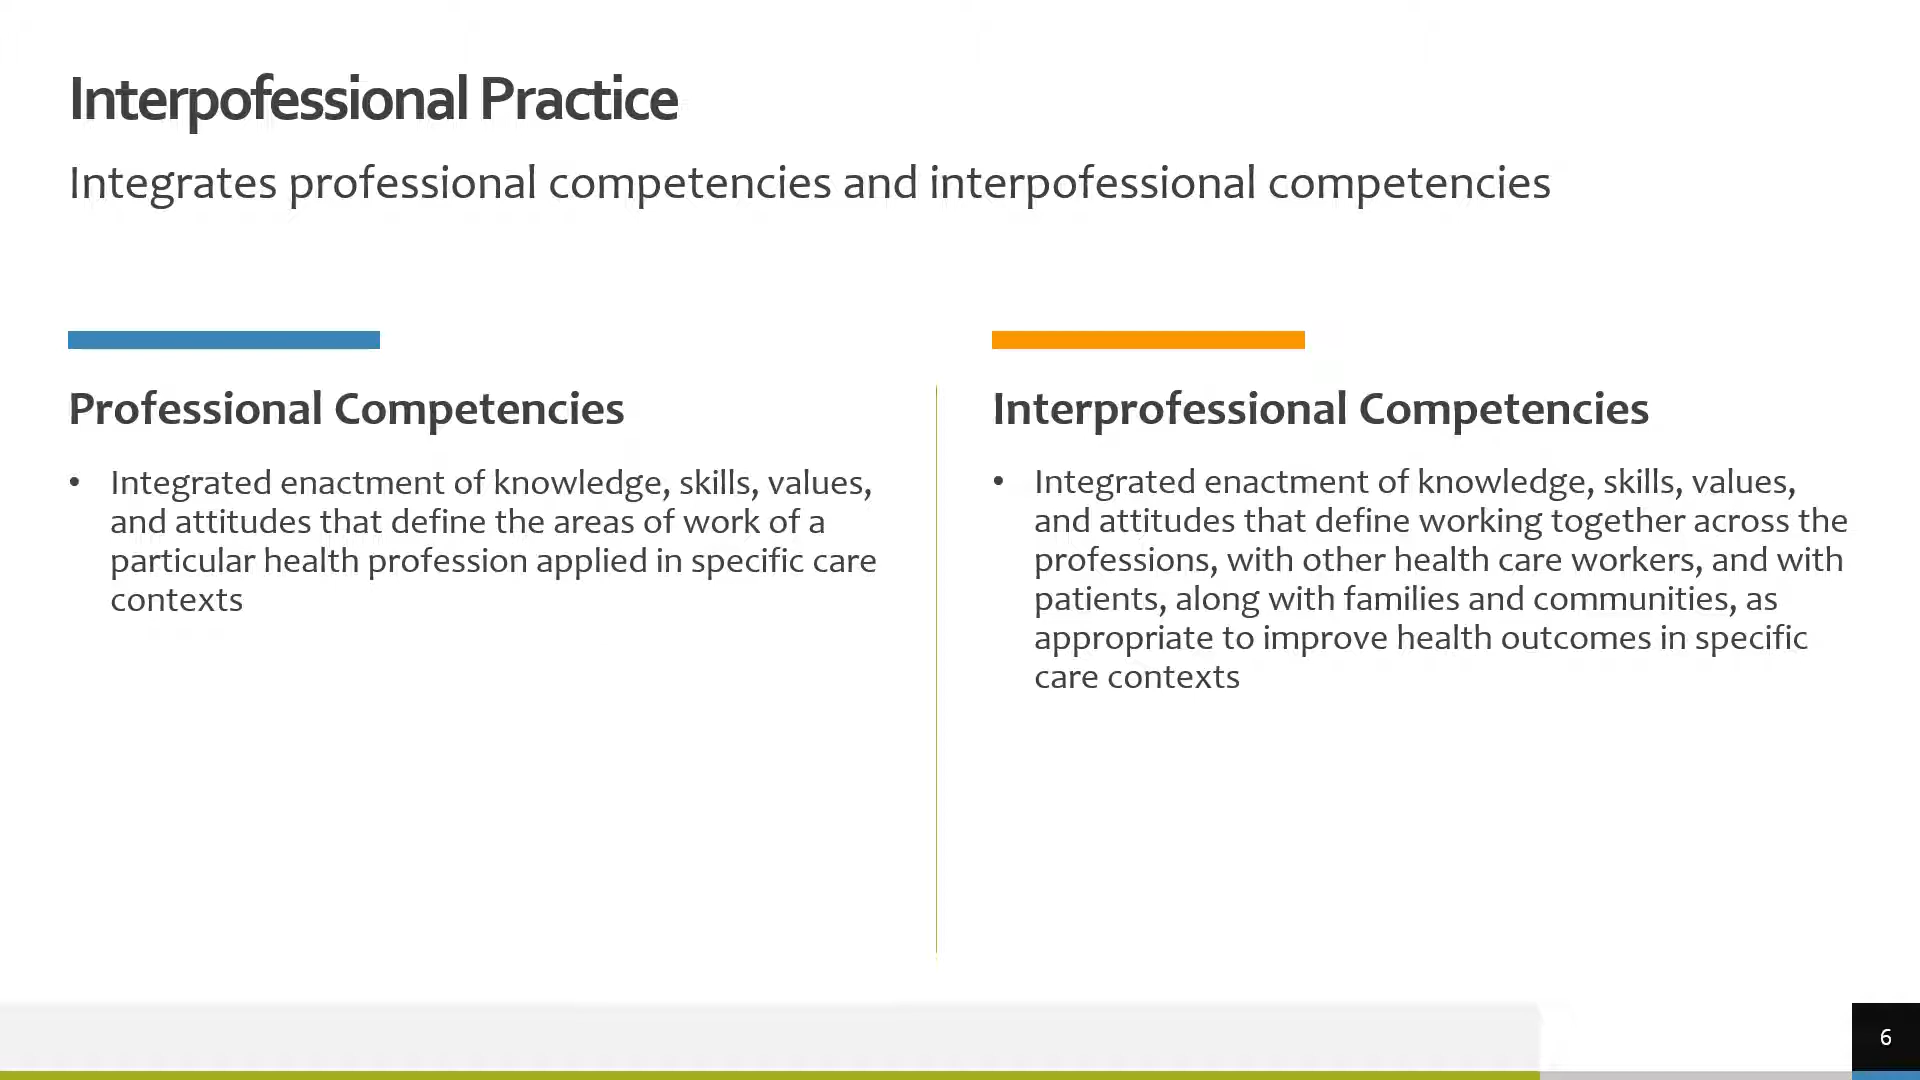 Interpofessional Practice
Integrates professional competencies and interpofessional competencies
Professional Competencies
• Integrated enactment of knowledge, skills, values,
and attitudes that define the areas of work of a
particular health profession applied in specific care
contexts
Interprofessional Competencies
• Integrated enactment of knowledge, skills, values,
and attitudes that define working together across the
professions, with other health care workers, and with
patients, along with families and communities, as
appropriate to improve health outcomes in specific
care contexts
6